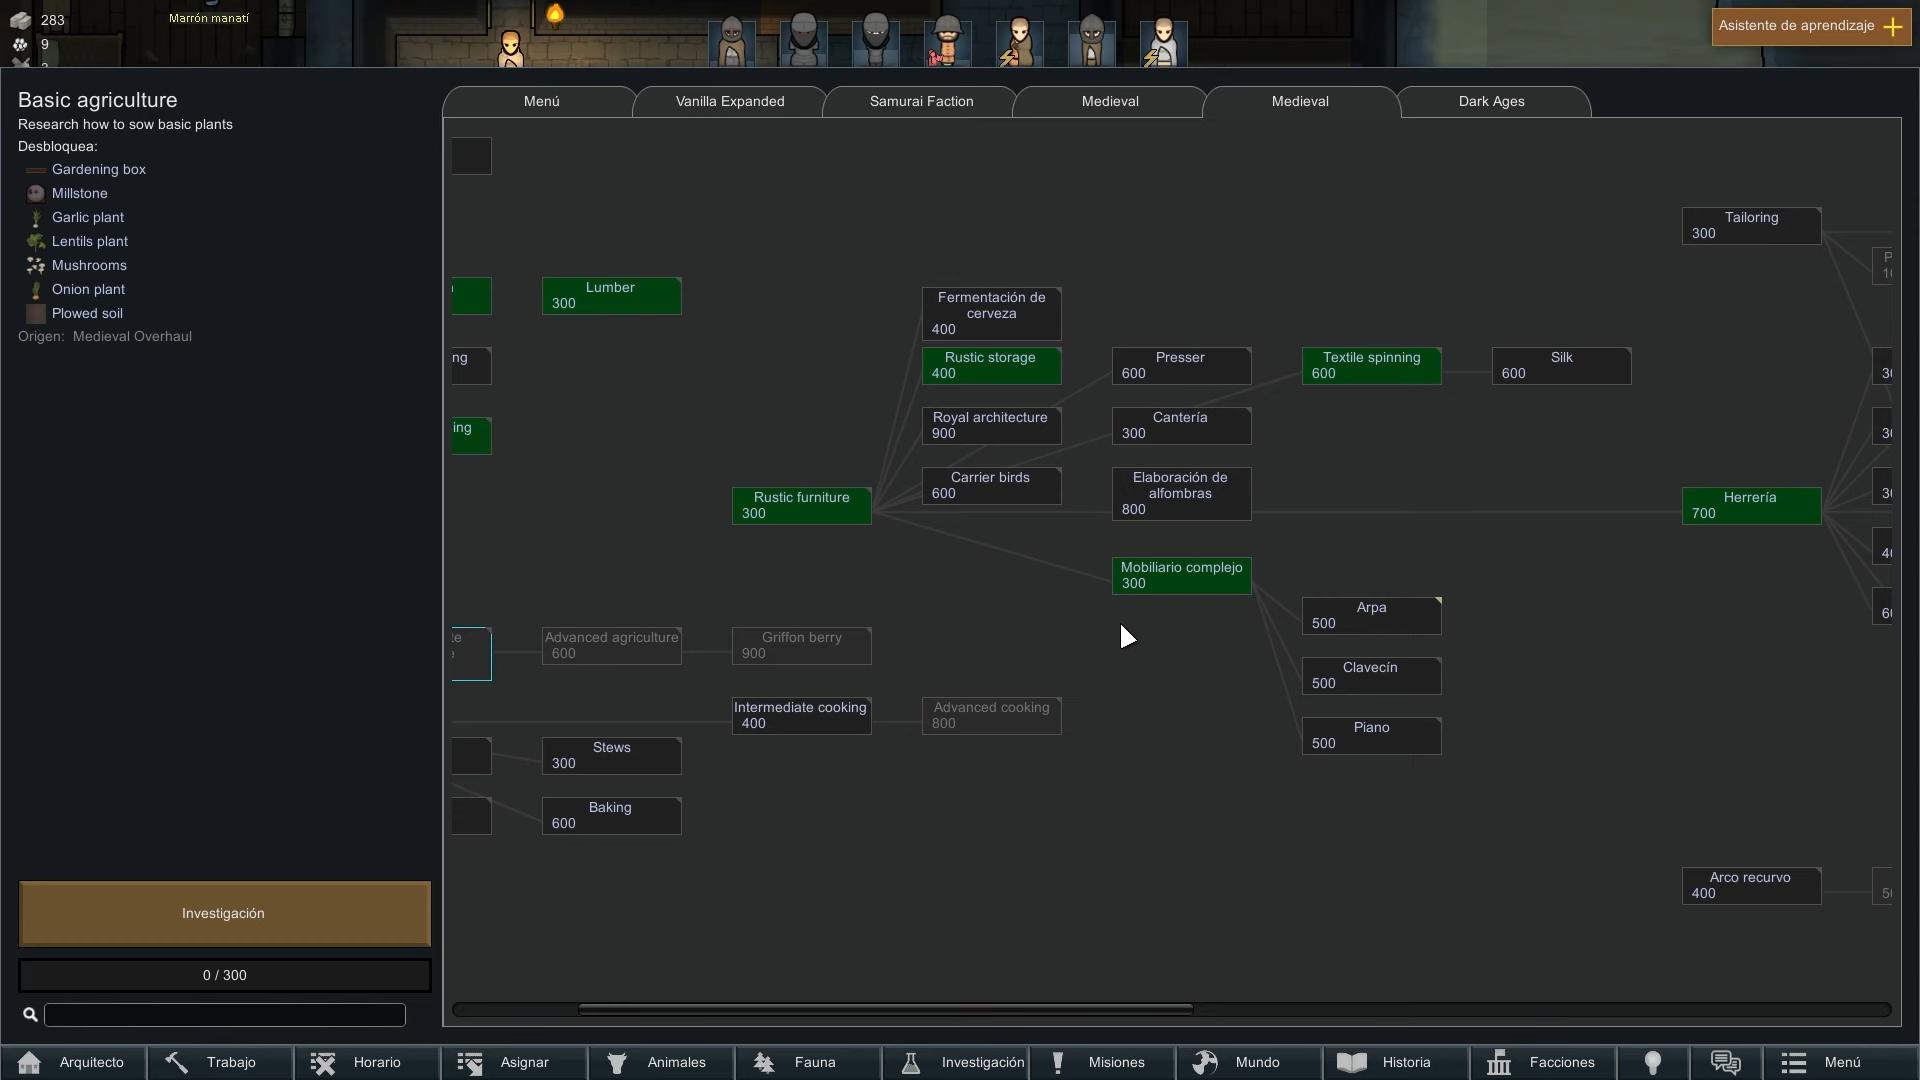 283
Marrón manatí
9
Asistente de aprendizaje
Basic agriculture
Research how to sow basic plants
Desbloquea:
Gardening box
Millstone
Garlic plant
Lentils plant
Mushrooms
Onion plant
Plowed soil
Origen: Medieval Overhaul
Investigación
0 / 300
Menú
Vanilla Expanded
Samurai Faction
Medieval
Medieval
Dark Ages
Tailoring
300
Lumber
300
Fermentación de
cerveza
400
Rustic storage
400
Presser
600
Textile spinning
600
Silk
600
ng
Royal architecture
900
Cantería
300
ing
Carrier birds
600
Elaboración de
alfombras
800
Rustic furniture
300
Herrería
700
Mobiliario complejo
300
Arpa
500
Advanced agriculture
600
Griffon berry
900
Clavecín
500
Intermediate cooking
400
Advanced cooking
800
Piano
500
Stews
300
Baking
600
Arco recurvo
400
Arquitecto
Trabajo
Horario
Asignar
Animales
Fauna
Investigación
Misiones
Mundo
Historia
Facciones
Menú